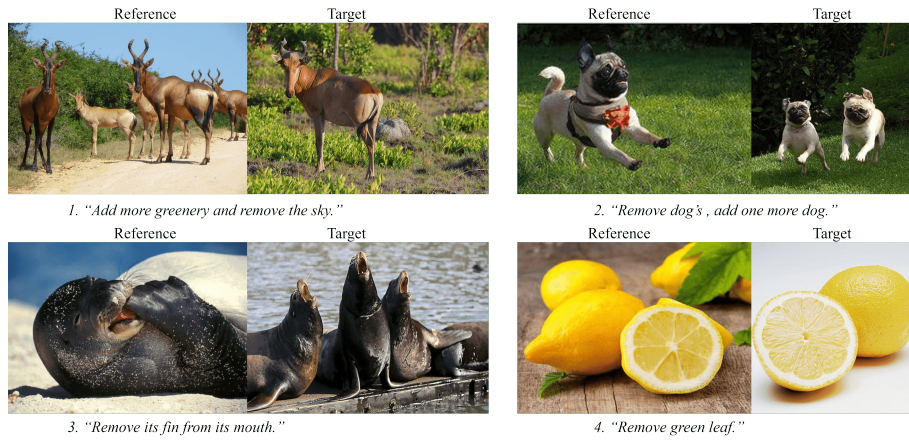 Reference Target
Reference Target
1. “Add more greenery and remove the sky.”
2. “Remove dog’s , add one more dog.”
Reference Target
Reference Target
3. “Remove its fin from its mouth.”
4. “Remove green leaf.”